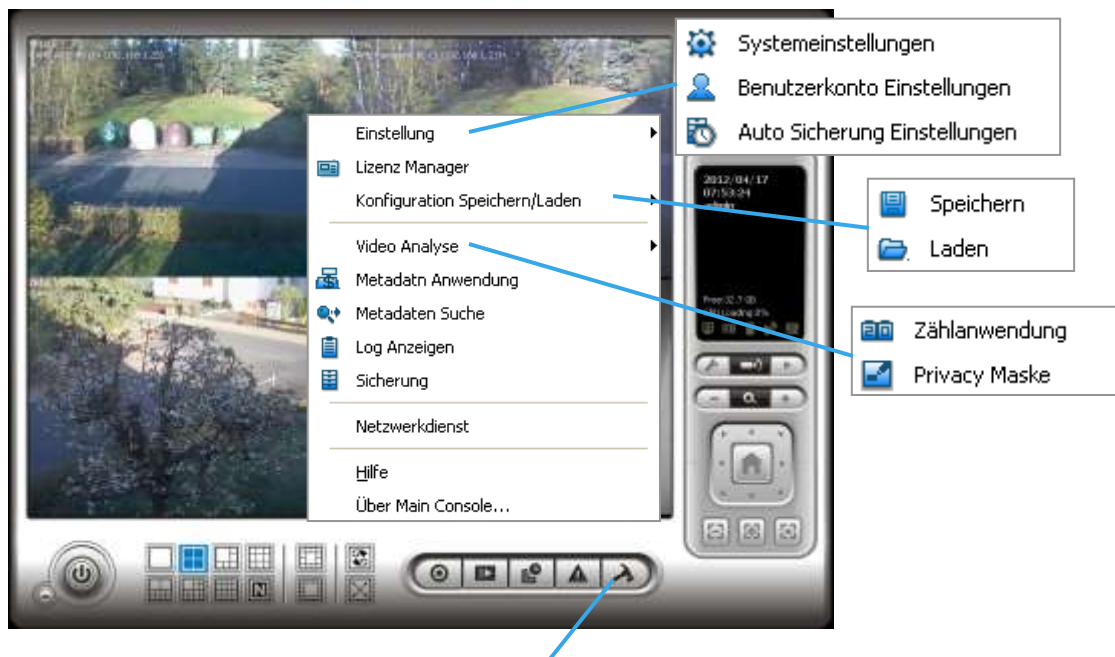 Systemeinstellungen
Benutzerkonto Einstellungen
Auto Sicherung Einstellungen
Einstellung
Lizenz Manager
Konfiguration Speichern/Laden
Video Analyse
Metadatn Anwendung
Metadaten Suche
Log Anzeigen
Sicherung
Netzwerkdienst
Hilfe
Über Main Console...
2012/04/17
07:53:24
admin
Speichern
Laden
Zählanwendung
Privacy Maske
N